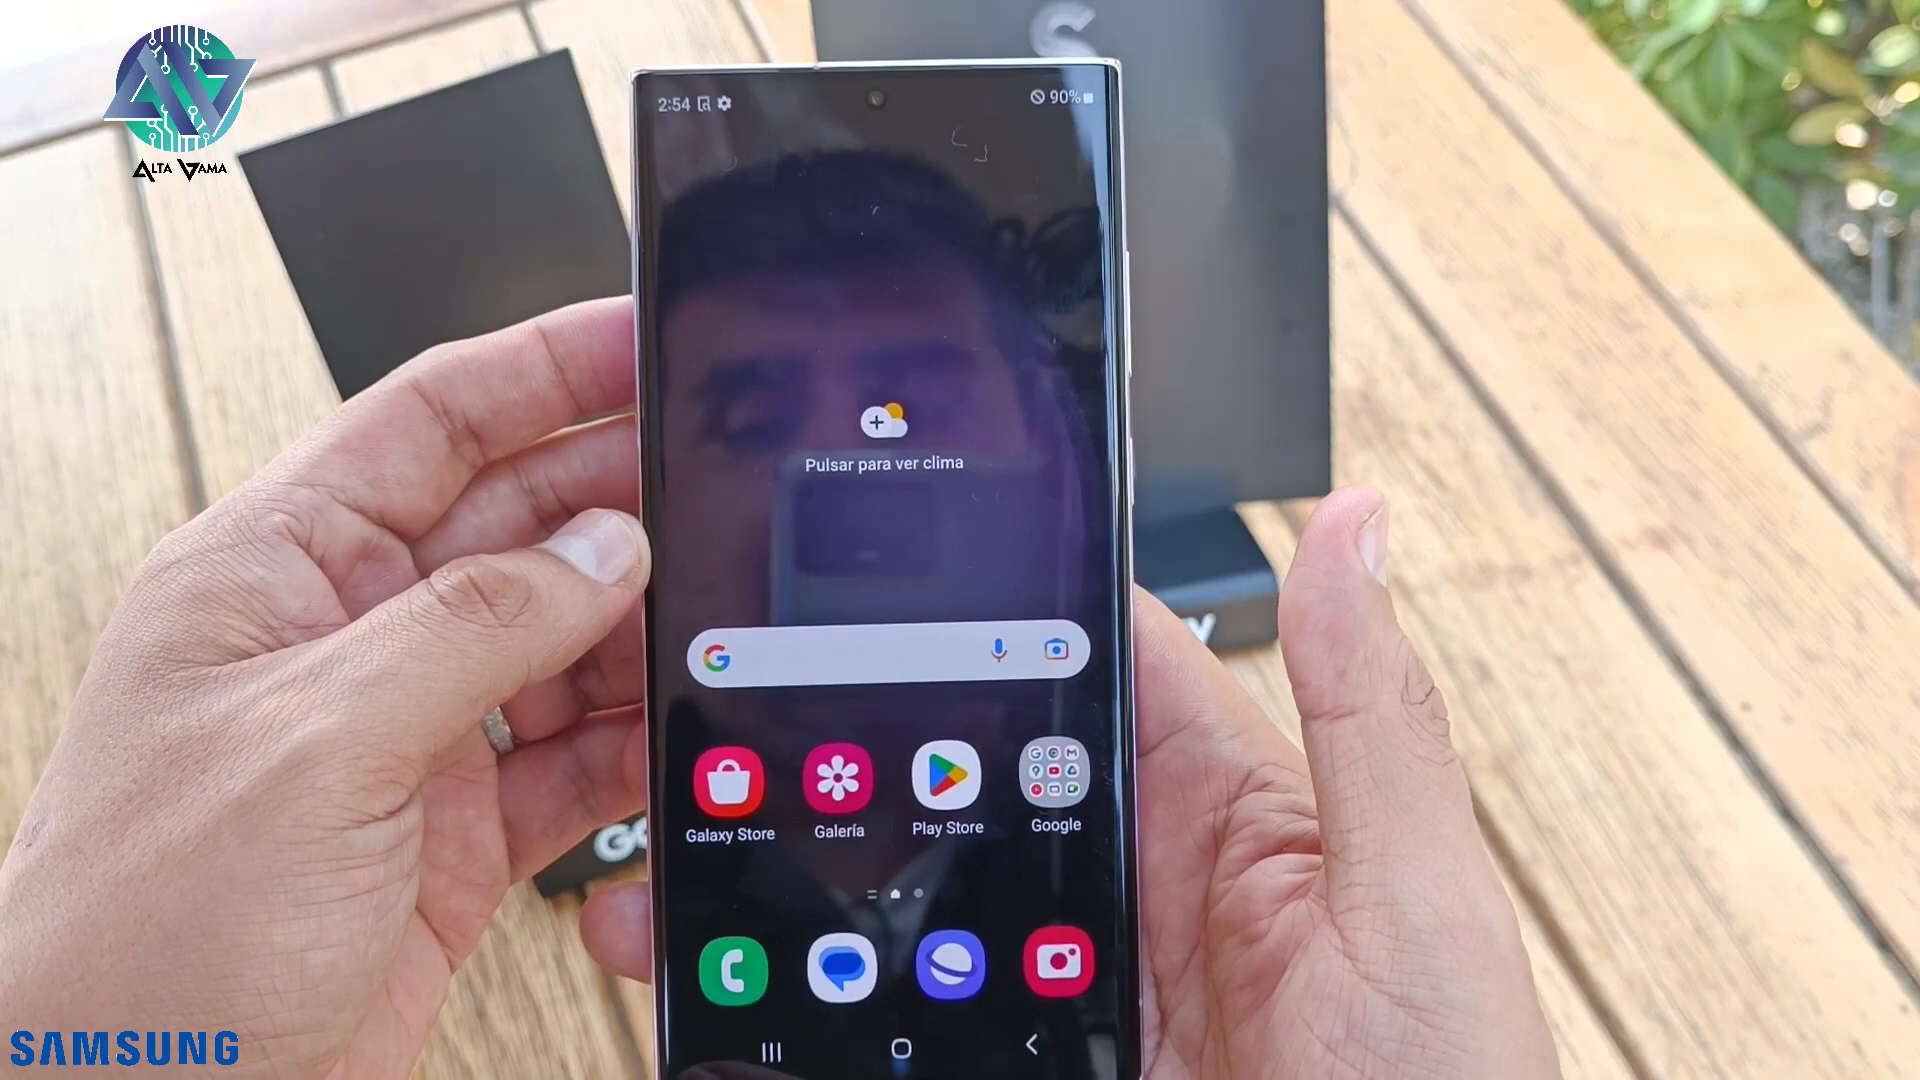 ALTA GAMA
S
2:54
90%
Pulsar para ver clima
Galaxy Store
Galería
Play Store
Google
SAMSUNG